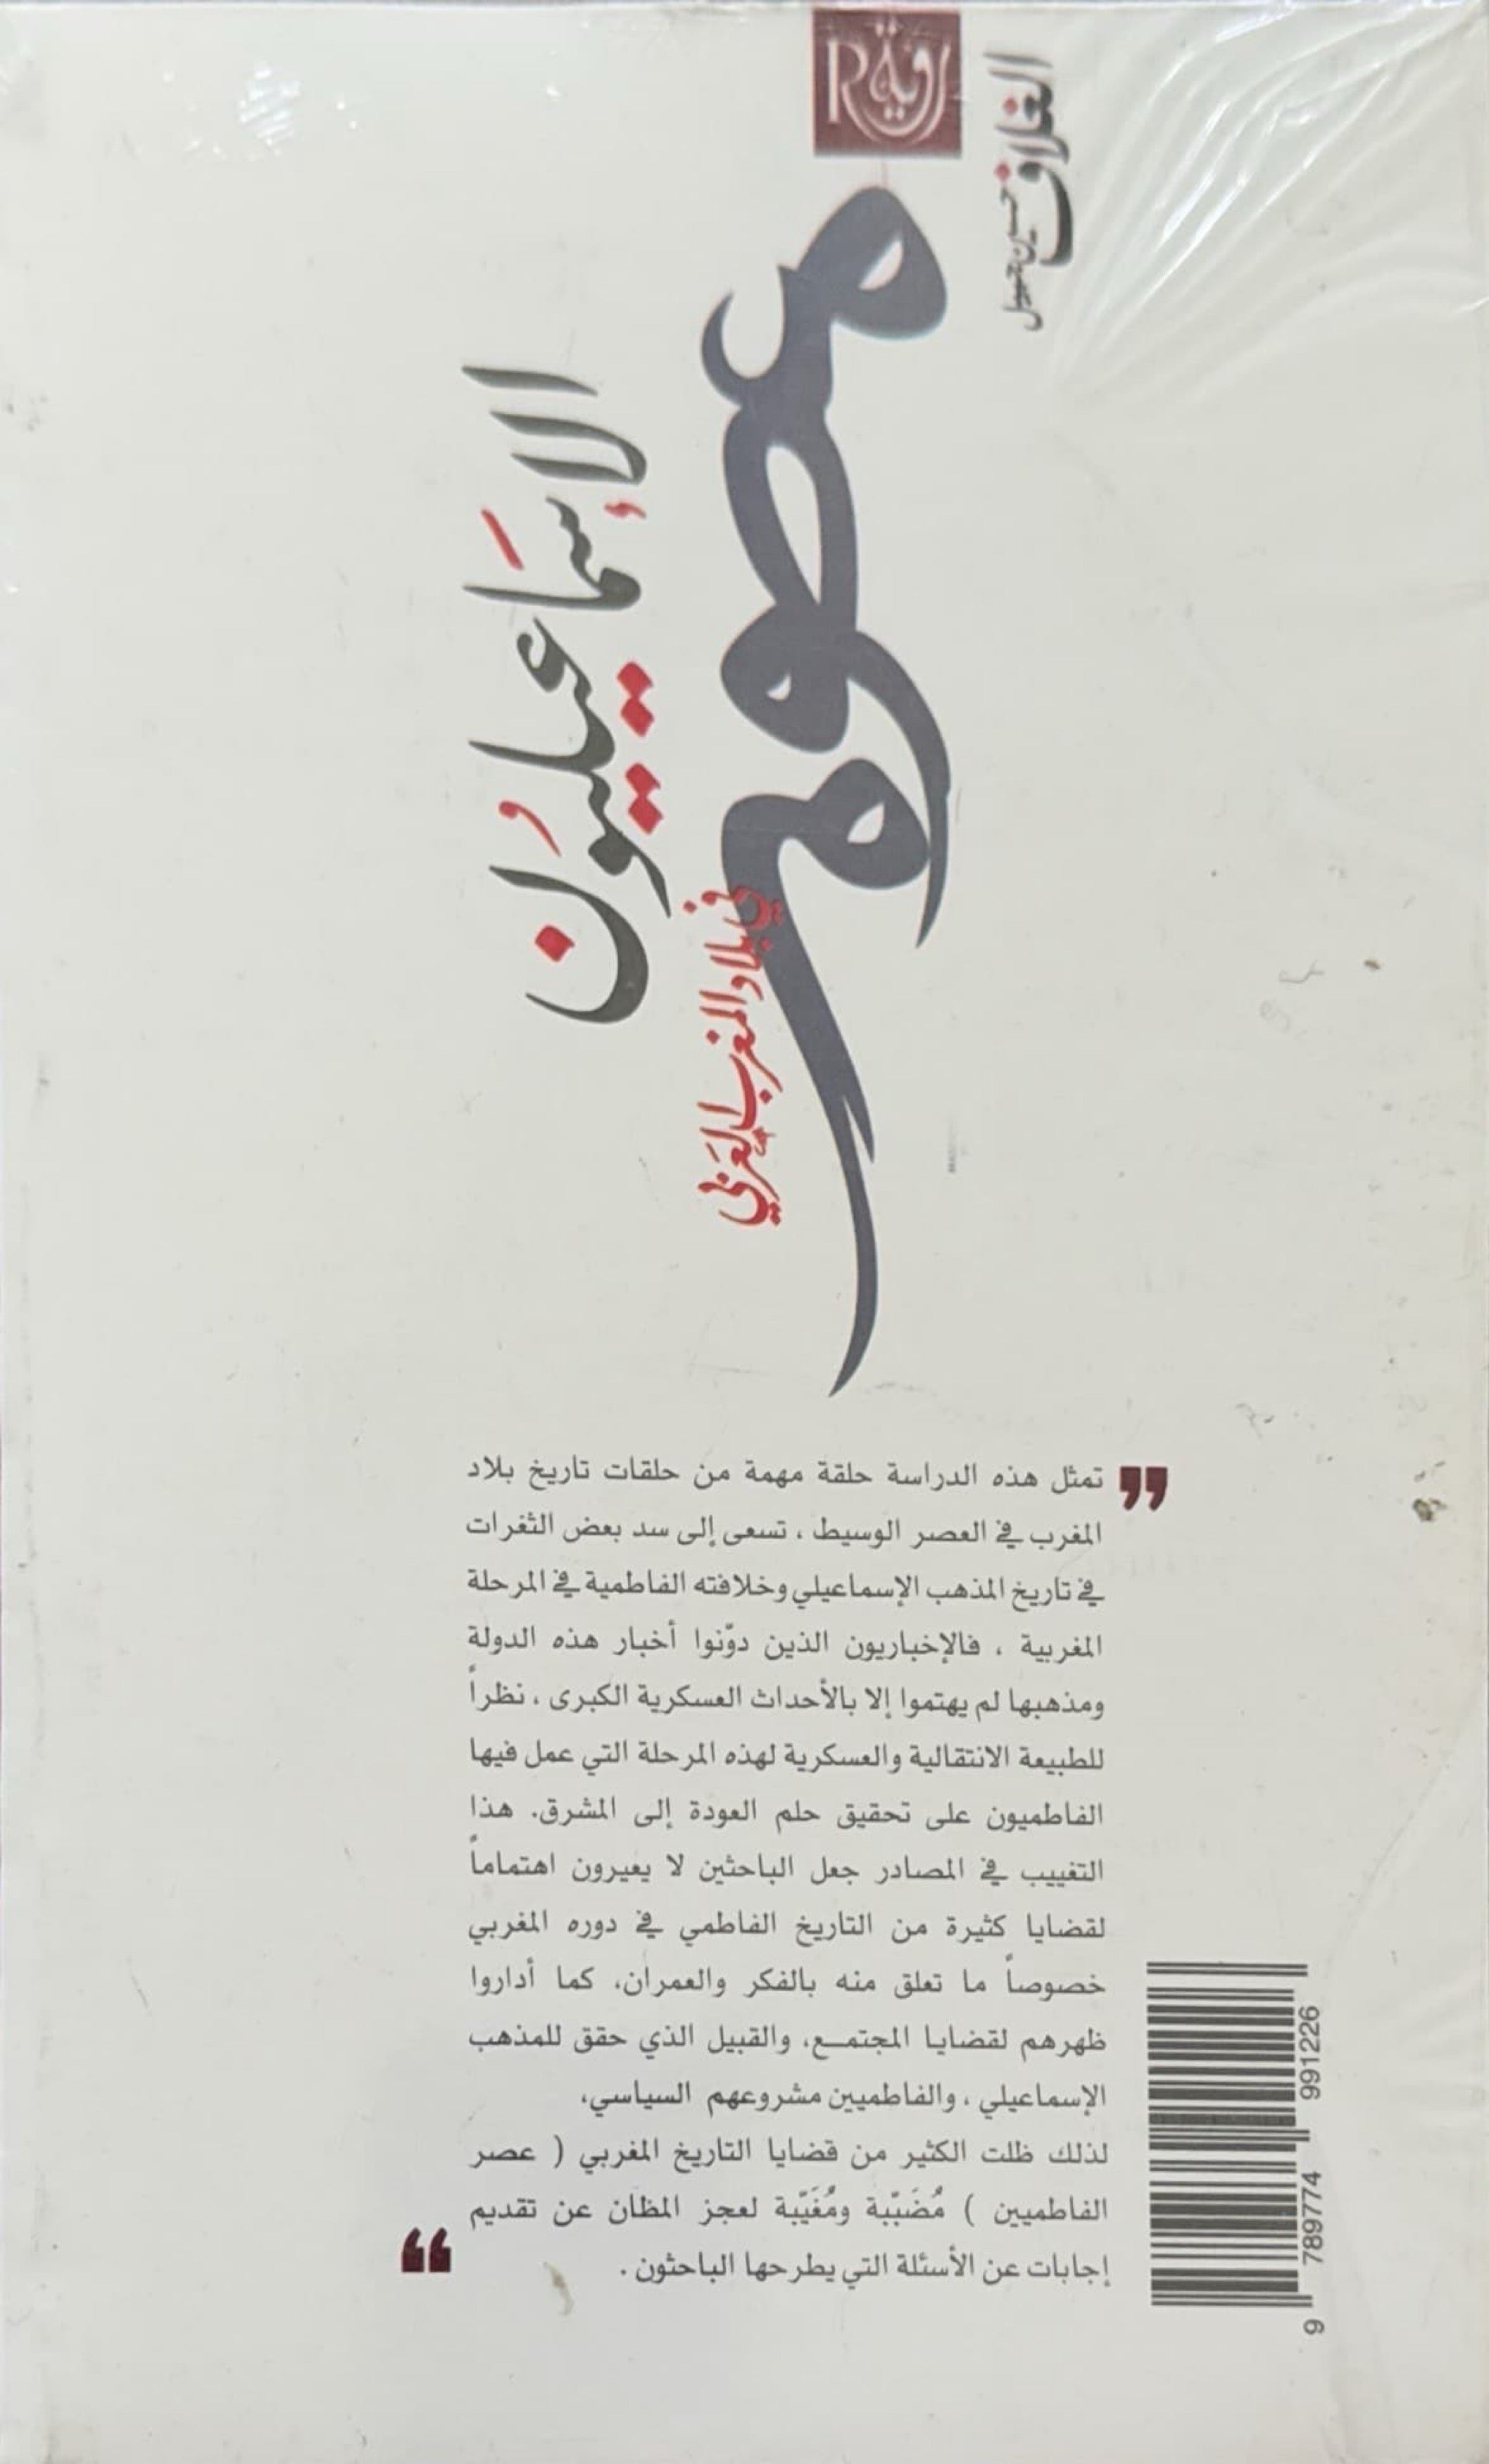 رؤية
R
الغلاف
حسين جبيل
الإسماعيليون
في بلاد المغرب العربي
تمثل هذه الدراسة حلقة مهمة من حلقات تاريخ بلاد
المغرب في العصر الوسيط ، تسعى إلى سد بعض الثغرات
في تاريخ المذهب الإسماعيلي وخلافته الفاطمية في المرحلة
المغربية ، فالإخباريون الذين دوّنوا أخبار هذه الدولة
ومذهبها لم يهتموا إلا بالأحداث العسكرية الكبرى ، نظراً
للطبيعة الانتقالية والعسكرية لهذه المرحلة التي عمل فيها
الفاطميون على تحقيق حلم العودة إلى المشرق. هذا
التغييب في المصادر جعل الباحثين لا يعيرون اهتماماً
لقضايا كثيرة من التاريخ الفاطمي في دوره المغربي
خصوصاً ما تعلق منه بالفكر والعمران، كما أداروا
ظهرهم لقضايا المجتمـع، والقبيل الذي حقق للمذهب
الإسماعيلي ، والفاطميين مشروعهم السياسي،
لذلك ظلت الكثير من قضايا التاريخ المغربي ( عصر
الفاطميين ) مُضَبّبة ومُغَيّبة لعجز المظان عن تقديم
إجابات عن الأسئلة التي يطرحها الباحثون .
9 789774 991226